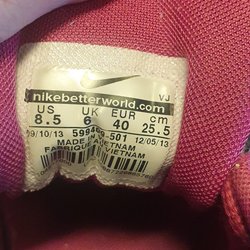 VJ
nikebetterworld.com
US UK EUR cm
8.5 6 40 25.5
09/10/13 12/05/13
MADE IN VIETNAM
FABRIQUE VIETNAM